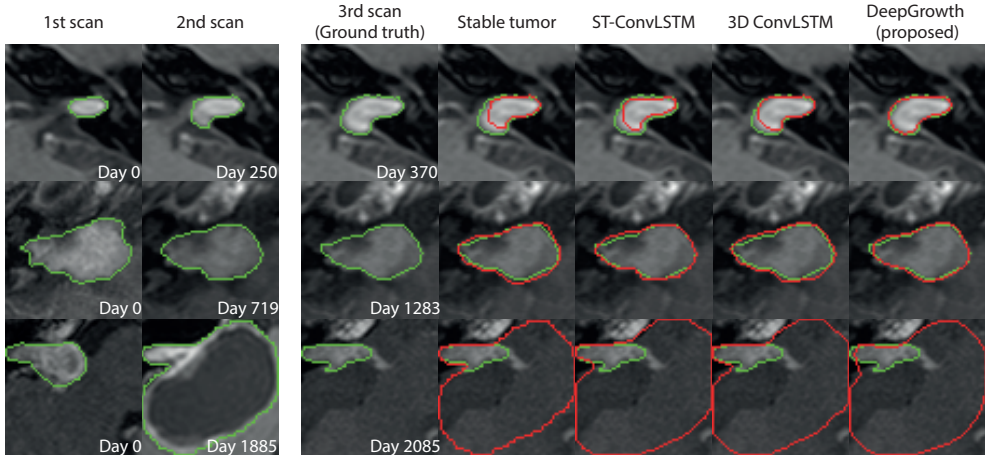 1st scan
2nd scan
3rd scan
(Ground truth)
Stable tumor
ST-ConvLSTM
3D ConvLSTM
DeepGrowth
(proposed)
Day 0
Day 250
Day 370
Day 0
Day 719
Day 1283
Day 0
Day 1885
Day 2085